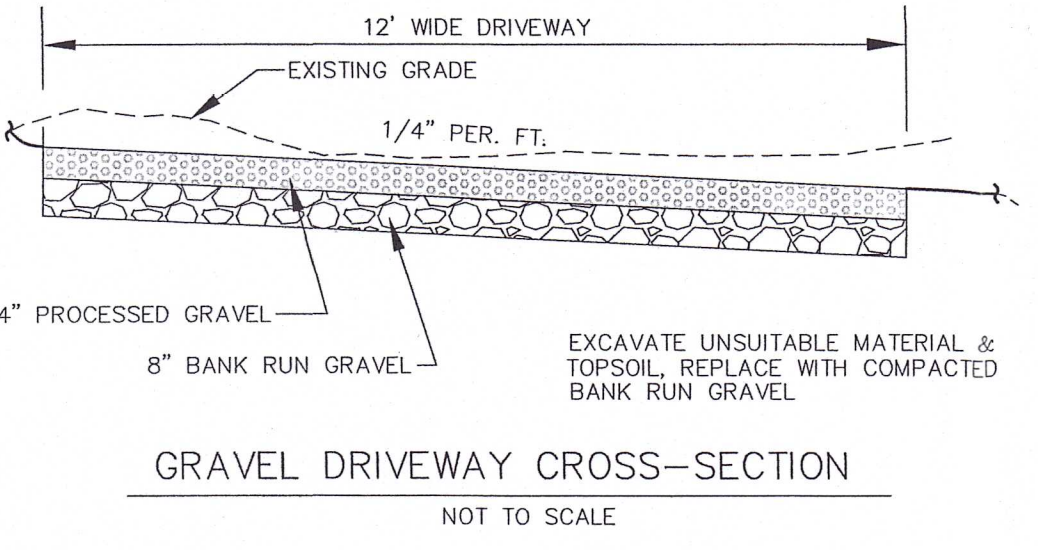 12' WIDE DRIVEWAY
EXISTING GRADE
1/4" PER. FT.
4" PROCESSED GRAVEL
8" BANK RUN GRAVEL
EXCAVATE UNSUITABLE MATERIAL &
TOPSOIL, REPLACE WITH COMPACTED
BANK RUN GRAVEL
GRAVEL DRIVEWAY CROSS-SECTION
NOT TO SCALE